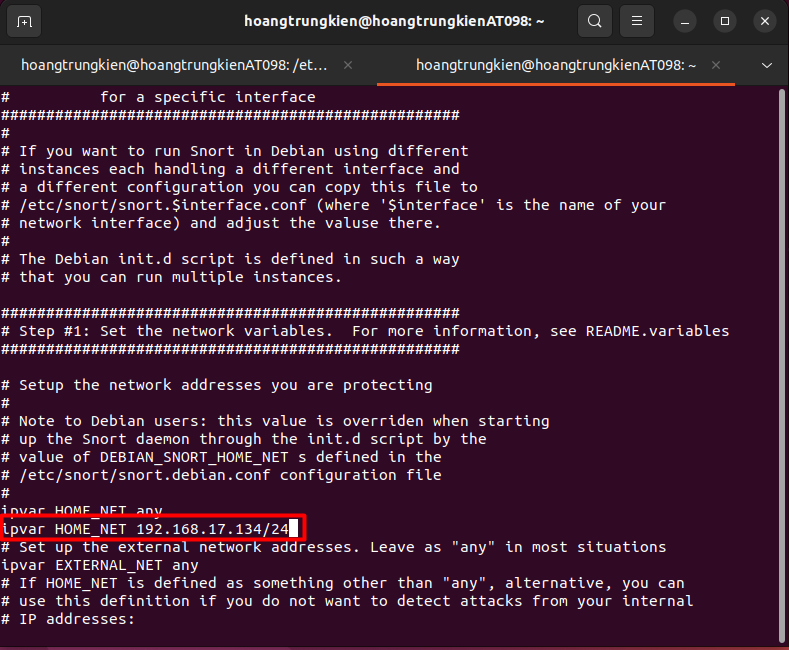 hoangtrungkien@hoangtrungkienAT098: ~
hoangtrungkien@hoangtrungkienAT098: /et...
hoangtrungkien@hoangtrungkienAT098: ~
#          for a specific interface
###################################################
#
# If you want to run Snort in Debian using different
# instances each handling a different interface and
# a different configuration you can copy this file to
# /etc/snort/snort.$interface.conf (where '$interface' is the name of your
# network interface) and adjust the valuse there.
#
# The Debian init.d script is defined in such a way
# that you can run multiple instances.
###################################################
# Step #1: Set the network variables.  For more information, see README.variables
###################################################
# Setup the network addresses you are protecting
#
# Note to Debian users: this value is overriden when starting
# up the Snort daemon through the init.d script by the
# value of DEBIAN_SNORT_HOME_NET s defined in the
# /etc/snort/snort.debian.conf configuration file
#
ipvar HOME_NET any
ipvar HOME_NET 192.168.17.134/24
# Set up the external network addresses. Leave as "any" in most situations
ipvar EXTERNAL_NET any
# If HOME_NET is defined as something other than "any", alternative, you can
# use this definition if you do not want to detect attacks from your internal
# IP addresses: